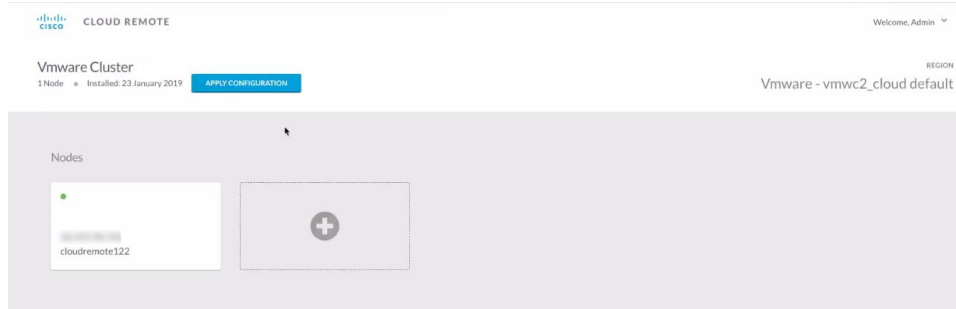 CISCO CLOUD REMOTE Welcome, Admin
Vmware Cluster
REGION
1 Node Installed: 23 January 2019 APPLY CONFIGURATION Vmware - vmwc2_cloud default
Nodes
cloudremote122